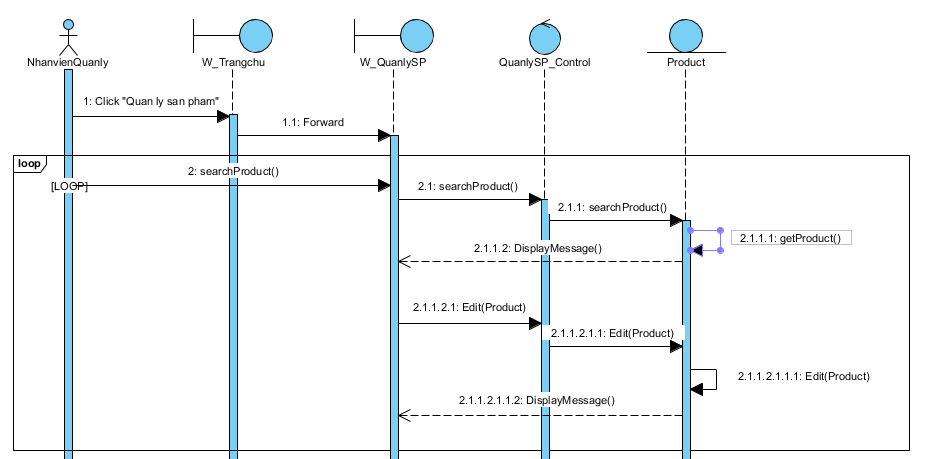 NhanvienQuanly
W_Trangchu
W_QuanlySP
QuanlySP_Control
Product
1: Click "Quan ly san pham"
1.1: Forward
loop
[LOOP]
2: searchProduct()
2.1: searchProduct()
2.1.1: searchProduct()
2.1.1.1: getProduct()
2.1.1.2: DisplayMessage()
2.1.1.2.1: Edit(Product)
2.1.1.2.1.1: Edit(Product)
2.1.1.2.1.1.1: Edit(Product)
2.1.1.2.1.1.2: DisplayMessage()